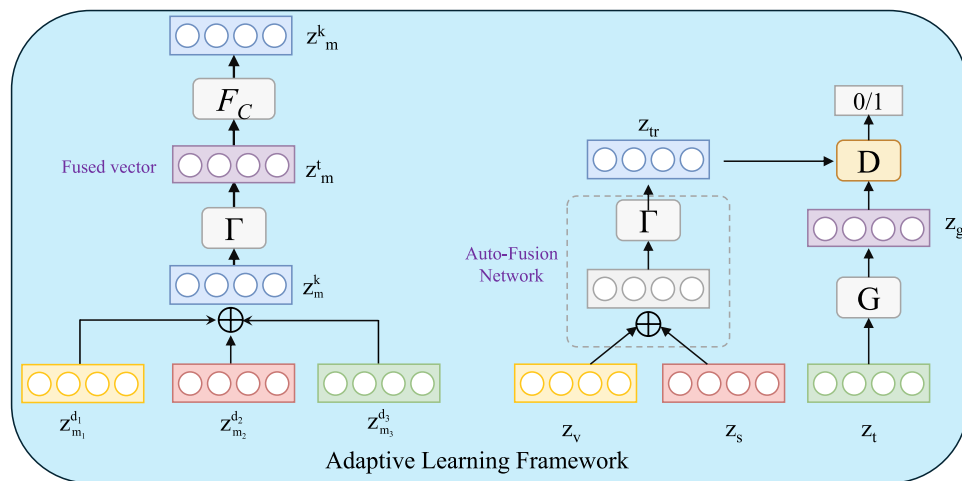 z^k_m
F_C
Fused vector
z^t_m
Γ
z^k_m
⊕
z^{d_1}_{m_1}
z^{d_2}_{m_2}
z^{d_3}_{m_3}
0/1
z_tr
D
Γ
z_g
Auto-Fusion
Network
G
⊕
z_v
z_s
z_t
Adaptive Learning Framework